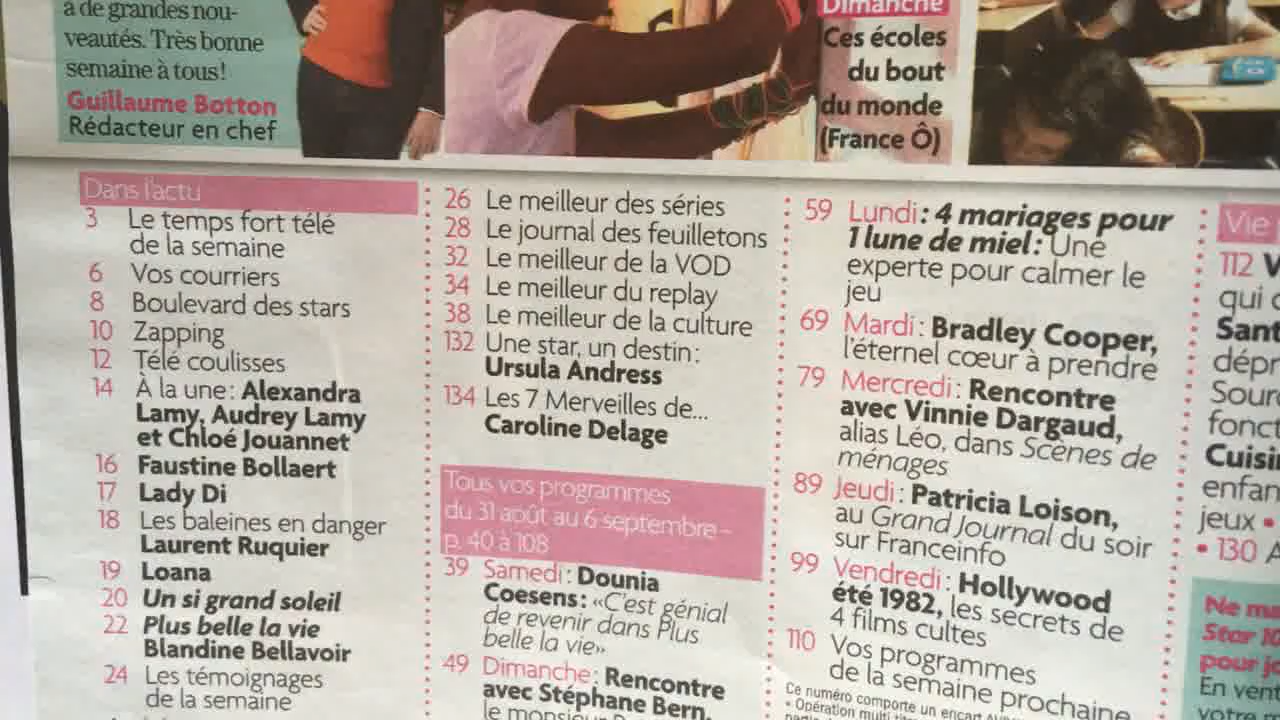 a de grandes nou-
veautés. Très bonne
semaine à tous!
Guillaume Botton
Rédacteur en chef
Dimanche
Ces écoles
du bout
du monde
(France Ô)
Dans l'actu
3 Le temps fort télé
de la semaine
6 Vos courriers
8 Boulevard des stars
10 Zapping
12 Télé coulisses
14 À la une: Alexandra
Lamy, Audrey Lamy
et Chloé Jouannet
16 Faustine Bollaert
17 Lady Di
18 Les baleines en danger
Laurent Ruquier
19 Loana
20 Un si grand soleil
22 Plus belle la vie
Blandine Bellavoir
24 Les témoignages
de la semaine
26 Le meilleur des séries
28 Le journal des feuilletons
32 Le meilleur de la VOD
34 Le meilleur du replay
38 Le meilleur de la culture
132 Une star, un destin:
Ursula Andress
134 Les 7 Merveilles de...
Caroline Delage
Tous vos programmes
du 31 août au 6 septembre –
p. 40 à 108
39 Samedi: Dounia
Coesens: «C'est génial
de revenir dans Plus
belle la vie»
49 Dimanche: Rencontre
avec Stéphane Bern,
le monsieur
59 Lundi: 4 mariages pour
1 lune de miel: Une
experte pour calmer le
jeu
69 Mardi: Bradley Cooper,
l'éternel cœur à prendre
79 Mercredi: Rencontre
avec Vinnie Dargaud,
alias Léo, dans Scènes de
ménages
89 Jeudi: Patricia Loison,
au Grand Journal du soir
sur Franceinfo
99 Vendredi: Hollywood
été 1982, les secrets de
4 films cultes
110 Vos programmes
de la semaine prochaine
Ce numéro comporte un encart
Vie
112
qui
Sant
dépr
Sour
fonct
Cuisi
enfan
jeux •
• 130 A
Ne ma
Star 10
pour jo
En vent